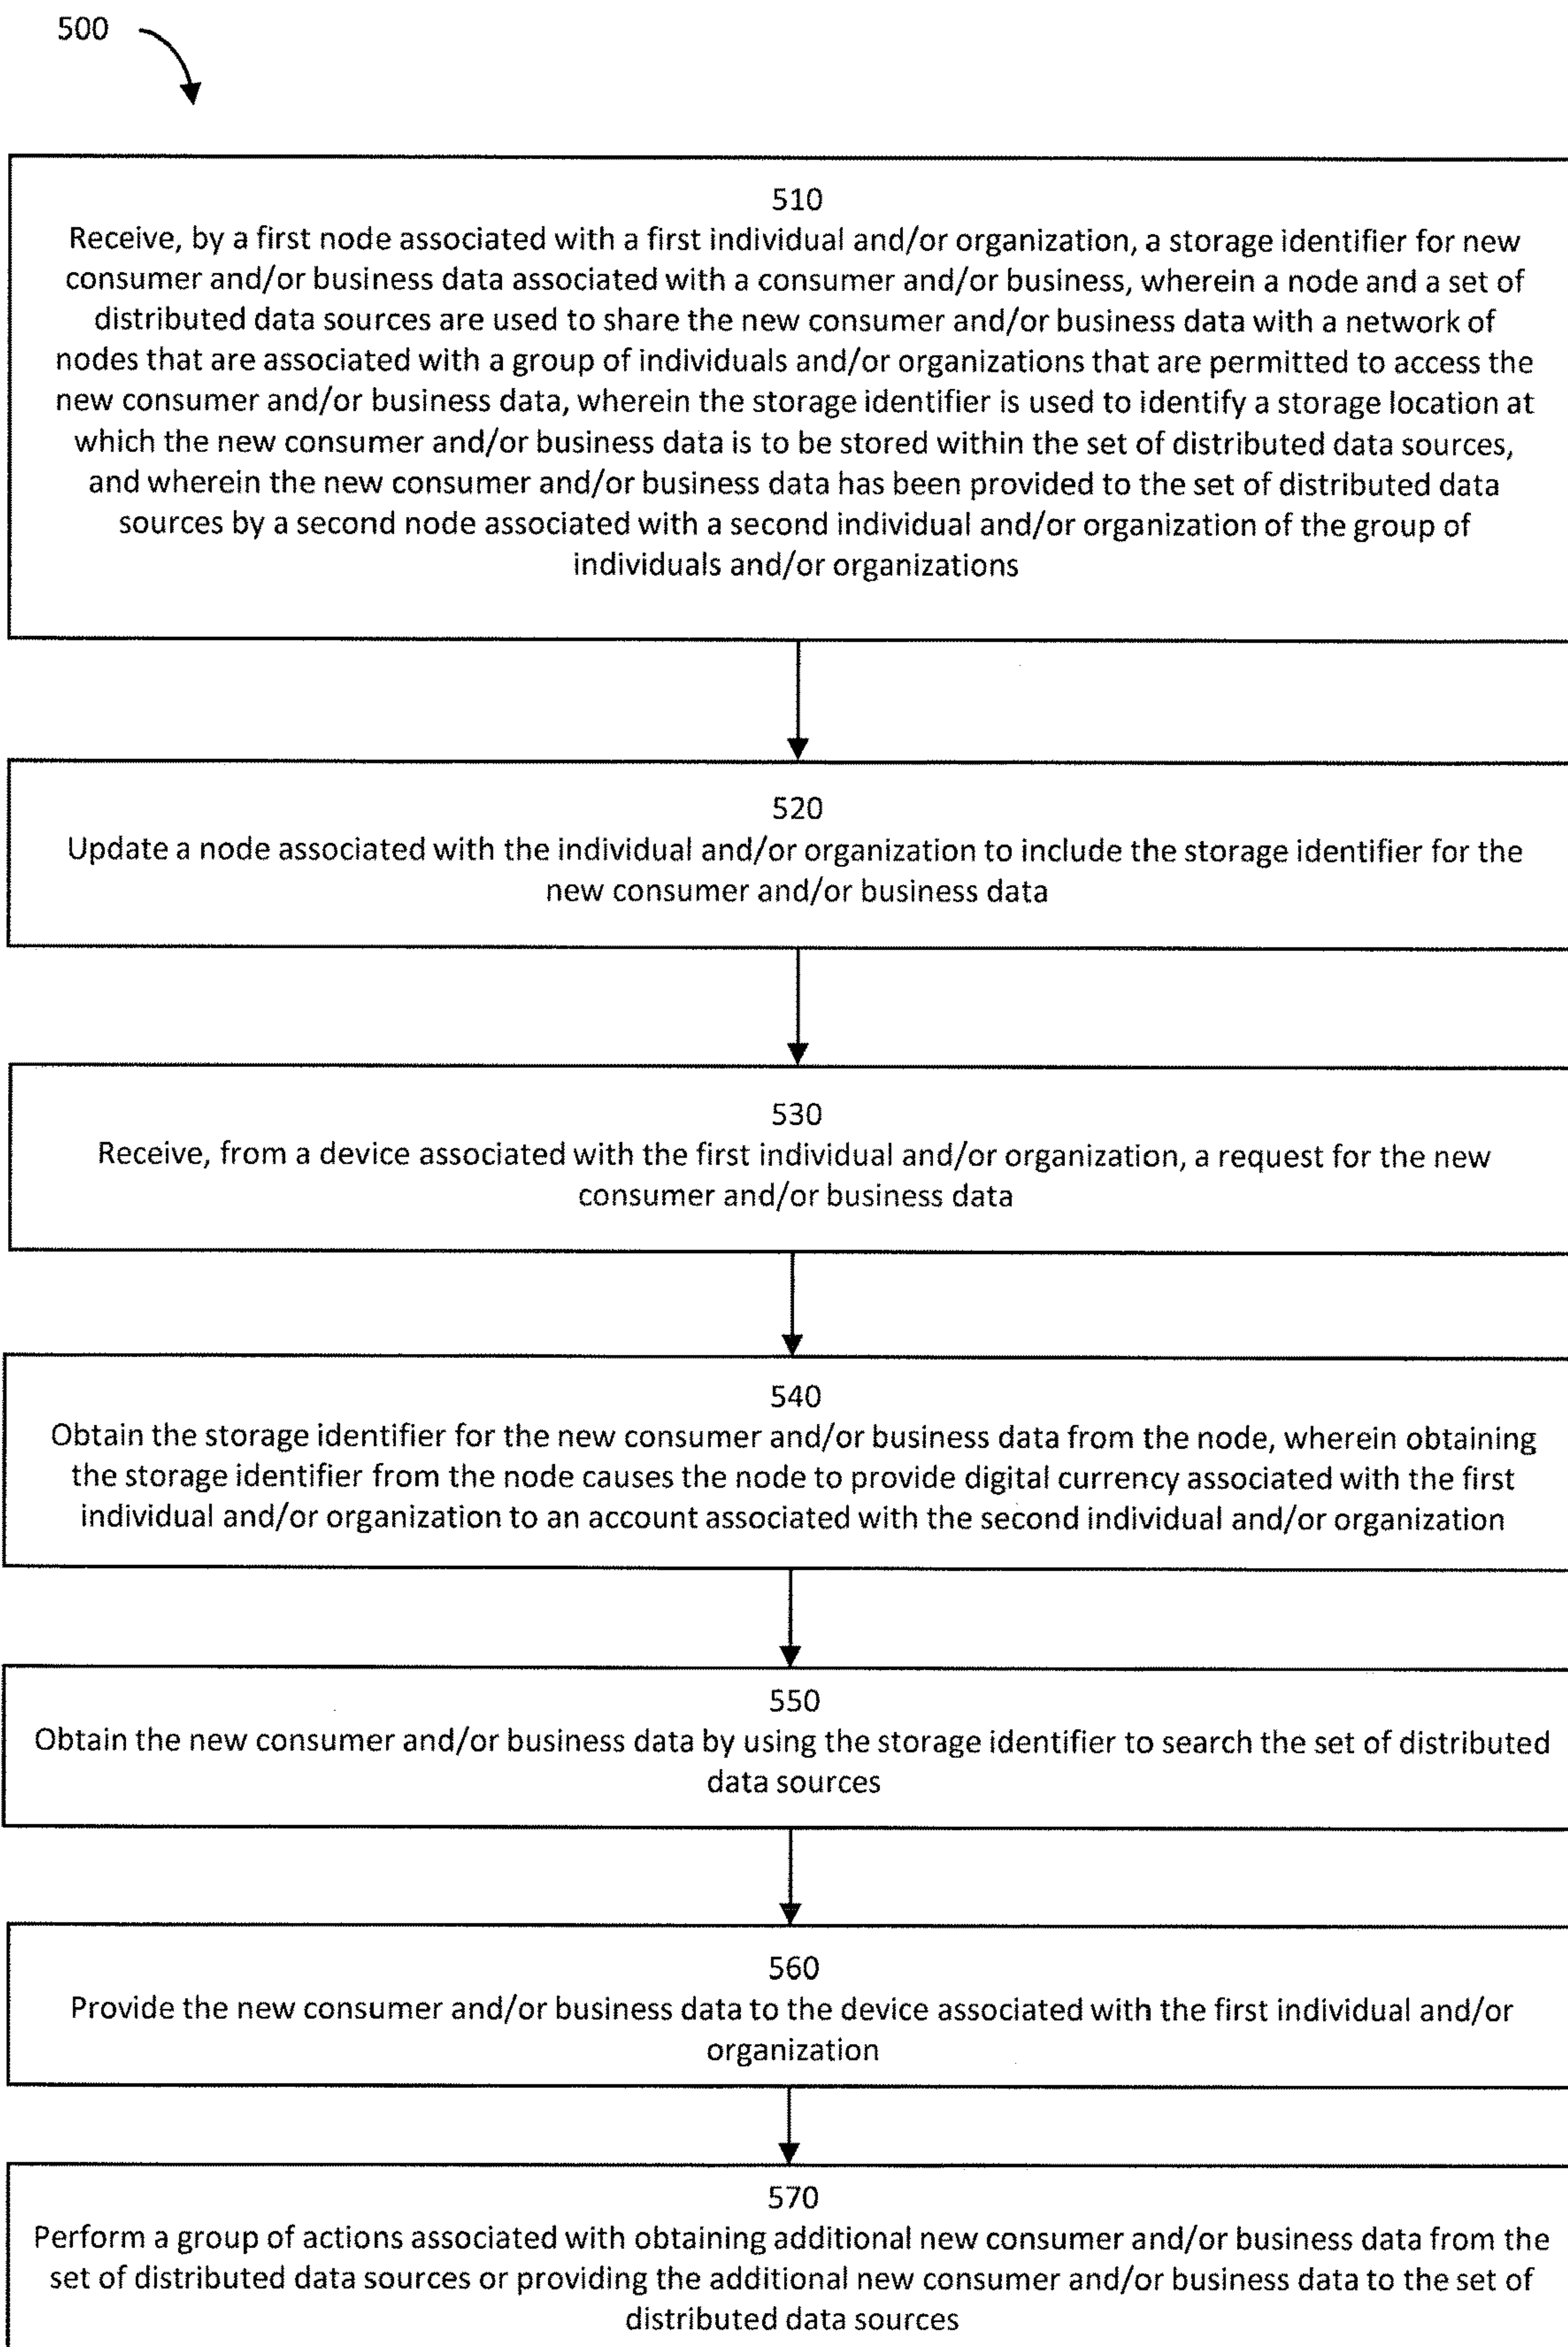 500
510
Receive, by a first node associated with a first individual and/or organization, a storage identifier for new
consumer and/or business data associated with a consumer and/or business, wherein a node and a set of
distributed data sources are used to share the new consumer and/or business data with a network of
nodes that are associated with a group of individuals and/or organizations that are permitted to access the
new consumer and/or business data, wherein the storage identifier is used to identify a storage location at
which the new consumer and/or business data is to be stored within the set of distributed data sources,
and wherein the new consumer and/or business data has been provided to the set of distributed data
sources by a second node associated with a second individual and/or organization of the group of
individuals and/or organizations
520
Update a node associated with the individual and/or organization to include the storage identifier for the
new consumer and/or business data
530
Receive, from a device associated with the first individual and/or organization, a request for the new
consumer and/or business data
540
Obtain the storage identifier for the new consumer and/or business data from the node, wherein obtaining
the storage identifier from the node causes the node to provide digital currency associated with the first
individual and/or organization to an account associated with the second individual and/or organization
550
Obtain the new consumer and/or business data by using the storage identifier to search the set of distributed
data sources
560
Provide the new consumer and/or business data to the device associated with the first individual and/or
organization
570
Perform a group of actions associated with obtaining additional new consumer and/or business data from the
set of distributed data sources or providing the additional new consumer and/or business data to the set of
distributed data sources